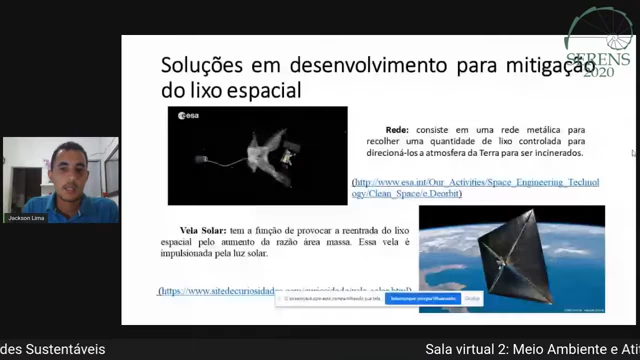 SERENS
2020
Soluções em desenvolvimento para mitigação
do lixo espacial
esa
Rede: consiste em uma rede metálica para
recolher uma quantidade de lixo controlada para
direcioná-los a atmosfera da Terra para ser incinerados.
(http://www.esa.int/Our_Activities/Space_Engineering_Technol
ogy/Clean_Space/e.Deorbit)
Jackson Lima
Vela Solar: tem a função de provocar a reentrada do lixo
espacial pelo aumento da razão área massa. Essa vela é
impulsionada pela luz solar.
(https://www.sitedecuriosidades.com/curiosidade/vela_solar.html)
Ocultar
des Sustentáveis
Sala virtual 2: Meio Ambiente e Ati